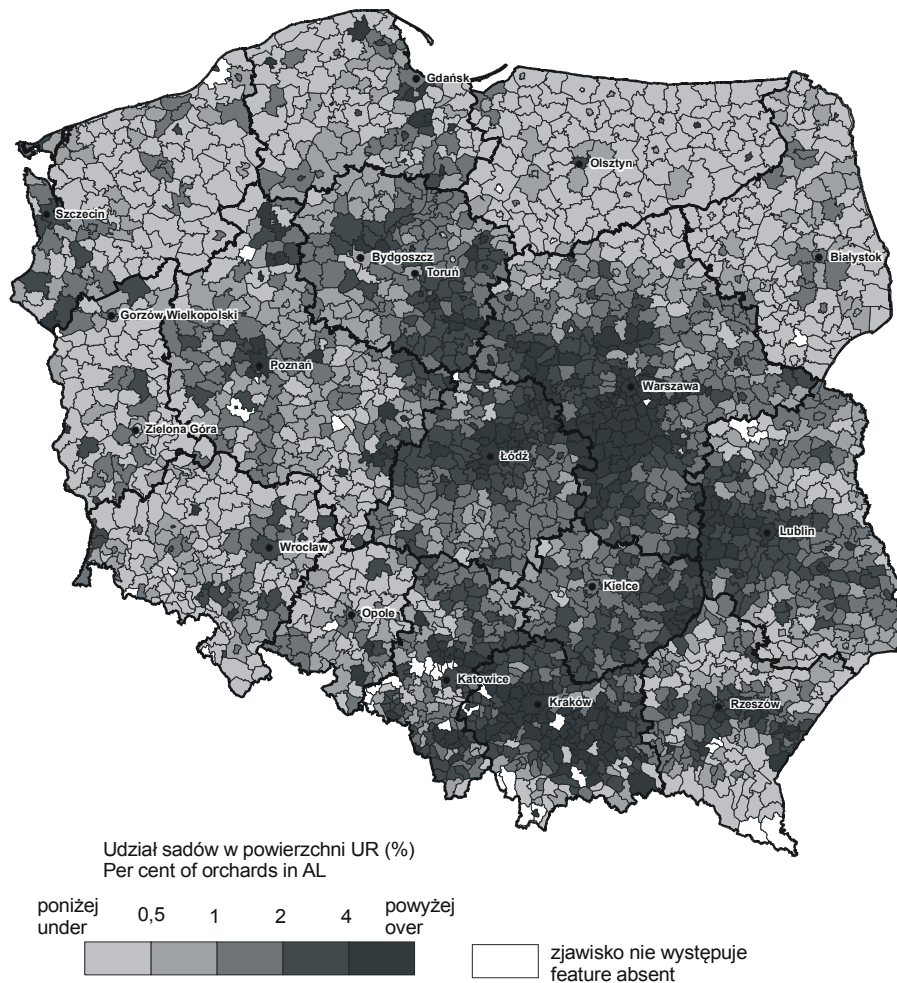 Gdańsk
Olsztyn
Szczecin
Bydgoszcz
Białystok
Toruń
Gorzów Wielkopolski
Poznań
Warszawa
Zielona Góra
Łódź
Lublin
Wrocław
Kielce
Opole
Katowice
Kraków
Rzeszów
Udział sadów w powierzchni UR (%)
Per cent of orchards in AL
poniżej
under
0,5
1
2
4
powyżej
over
zjawisko nie występuje
feature absent